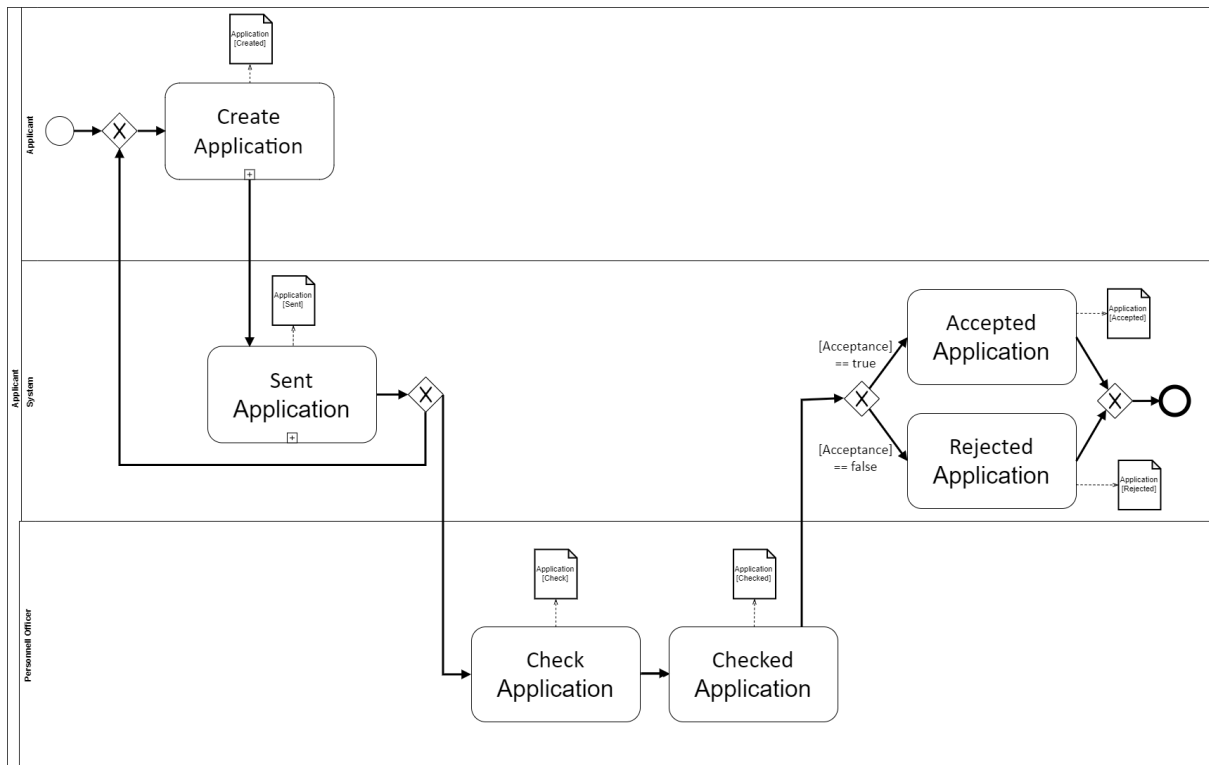 Application
[Created]
Create
Application
Applicant
Application
[Sent]
Sent
Application
Applicant
System
[Acceptance]
== true
[Acceptance]
== false
Accepted
Application
Application
[Accepted]
Rejected
Application
Application
[Rejected]
Personnell Officer
Application
[Check]
Check
Application
Application
[Checked]
Checked
Application